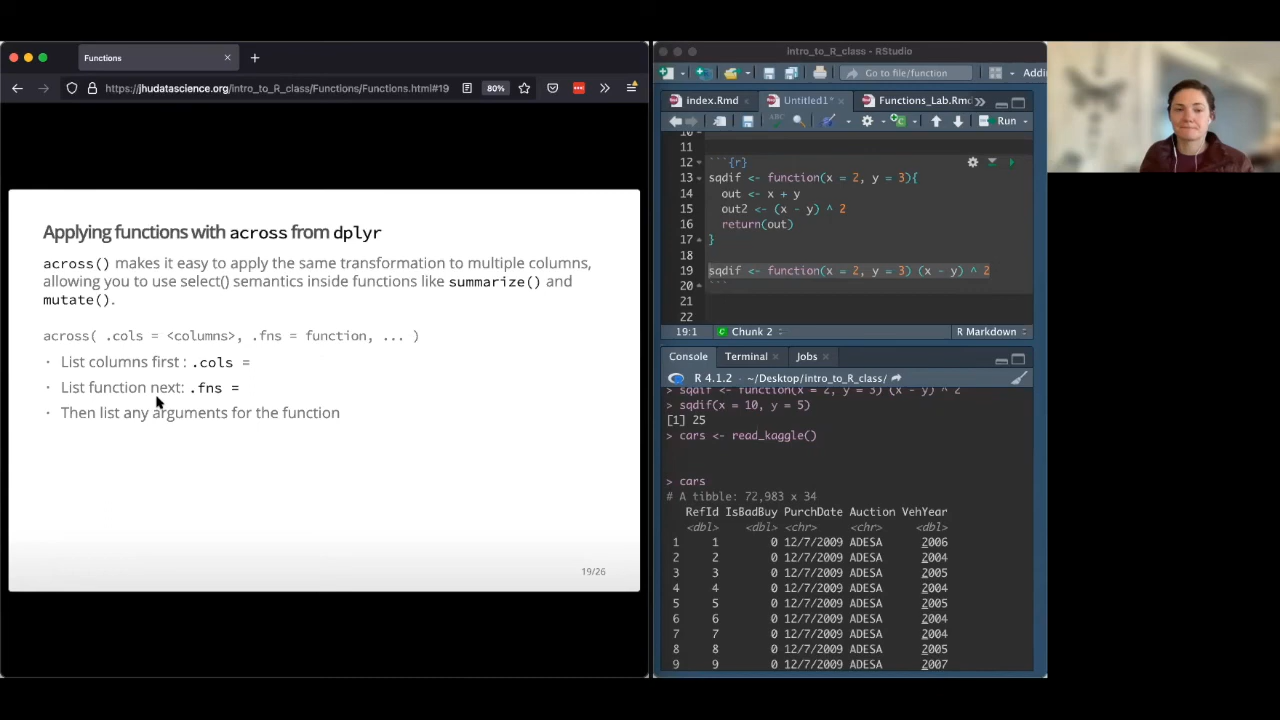 Functions
https://jhudatascience.org/intro_to_R_class/Functions/Functions.html#19
80%
Applying functions with across from dplyr
across() makes it easy to apply the same transformation to multiple columns,
allowing you to use select() semantics inside functions like summarize() and
mutate().
across( .cols = <columns>, .fns = function, ... )
· List columns first : .cols =
· List function next: .fns =
· Then list any arguments for the function
19/26
intro_to_R_class - RStudio
Go to file/function
Addi
index.Rmd
Untitled1*
Functions_Lab.Rmd
Run
10
11
12 ```{r}
13 sqdif <- function(x = 2, y = 3){
14 out <- x + y
15 out2 <- (x - y) ^ 2
16 return(out)
17 }
18
19 sqdif <- function(x = 2, y = 3) (x - y) ^ 2
20 ```
21
22
19:1 Chunk 2 R Markdown
Console Terminal Jobs
R 4.1.2 · ~/Desktop/intro_to_R_class/
> sqdif <- function(x = 2, y = 3) (x - y) ^ 2
> sqdif(x = 10, y = 5)
[1] 25
> cars <- read_kaggle()
> cars
# A tibble: 72,983 x 34
RefId IsBadBuy PurchDate Auction VehYear
<dbl> <dbl> <chr> <chr> <dbl>
1 1 0 12/7/2009 ADESA 2006
2 2 0 12/7/2009 ADESA 2004
3 3 0 12/7/2009 ADESA 2005
4 4 0 12/7/2009 ADESA 2004
5 5 0 12/7/2009 ADESA 2005
6 6 0 12/7/2009 ADESA 2004
7 7 0 12/7/2009 ADESA 2004
8 8 0 12/7/2009 ADESA 2005
9 9 0 12/7/2009 ADESA 2007